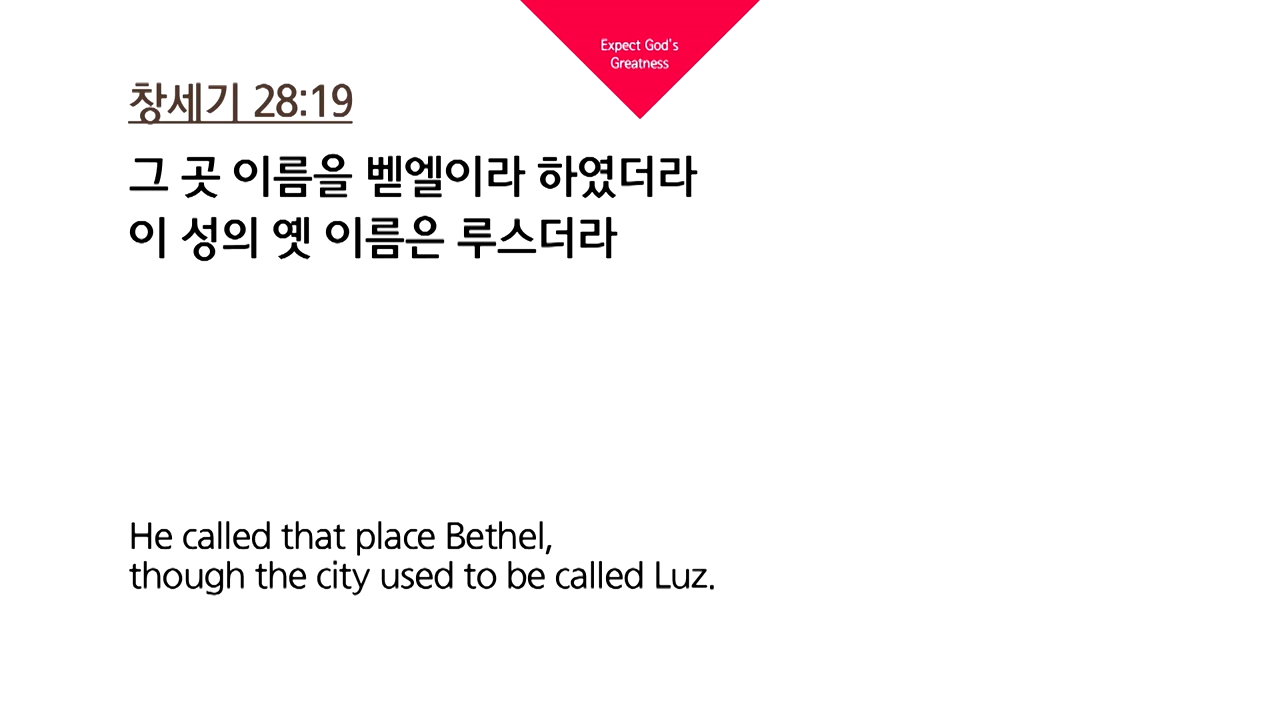 Expect God's
Greatness
창세기 28:19
그 곳 이름을 벧엘이라 하였더라
이 성의 옛 이름은 루스더라
He called that place Bethel,
though the city used to be called Luz.